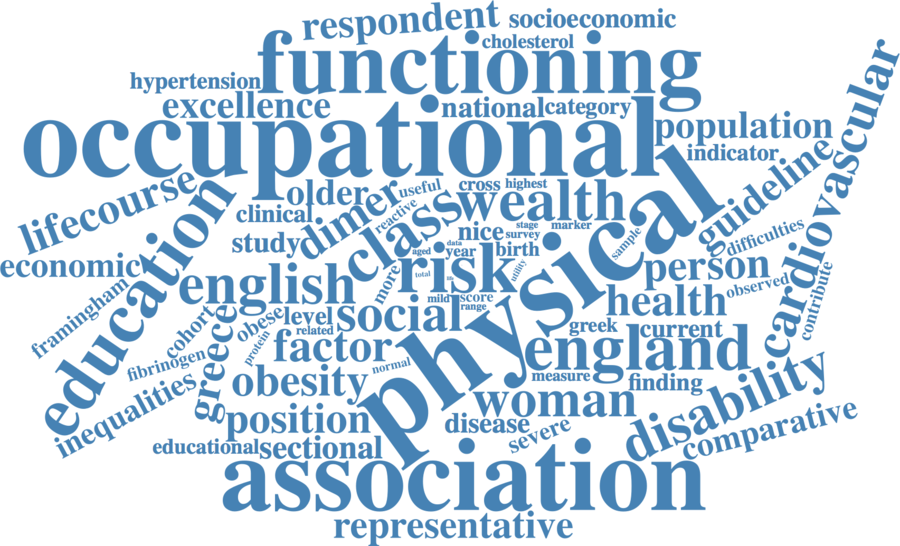 respondent
socioeconomic
functioning
cholesterol
hypertension
excellence
national
category
occupational
population
indicator
cardiovascular
guideline
difficulties
lifecourse
education
older
dimer
useful
reactive
cross
highest
wealth
physical
clinical
class
nice
stage
survey
marker
sample
study
aged
data
year
birth
economic
english
more
total
risk
utility
person
observed
contribute
framingham
cohort
greece
obese
level
related
social
mild
score
range
health
greek
current
fibrinogen
protein
factor
normal
england
measure
finding
inequalities
obesity
woman
disability
position
disease
severe
comparative
educational
sectional
association
representative